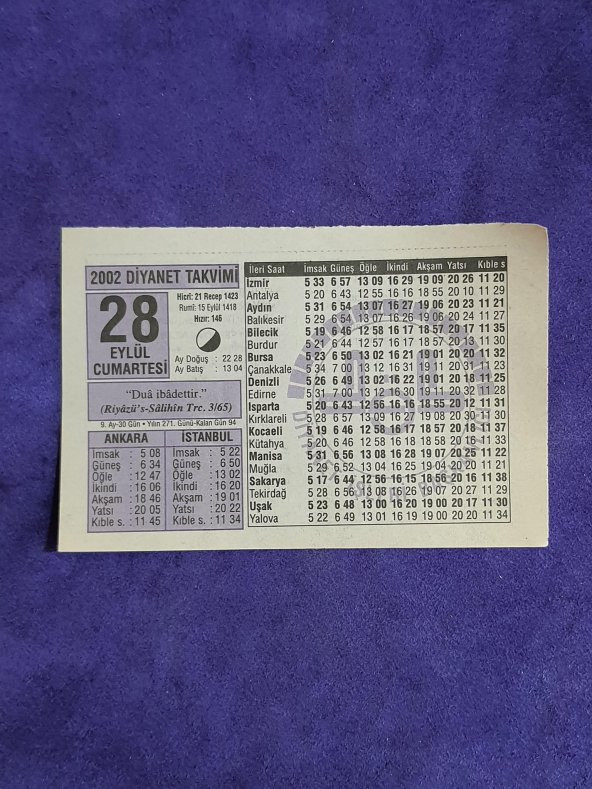 2002 DİYANET TAKVİMİ
28
EYLÜL
CUMARTESİ
Hicrî: 21 Recep 1423
Rumî: 15 Eylül 1418
Hızır: 146
Ay Doğuş : 22 28
Ay Batış : 13 04
"Duâ ibâdettir."
(Riyâzü's-Sâlihîn Trc. 3/65)
9. Ay-30 Gün • Yılın 271. Günü-Kalan Gün 94
ANKARA
İmsak : 5 08
Güneş : 6 34
Öğle : 12 47
İkindi : 16 06
Akşam : 18 46
Yatsı : 20 05
Kıble s. : 11 45
İSTANBUL
İmsak : 5 22
Güneş : 6 50
Öğle : 13 02
İkindi : 16 20
Akşam : 19 01
Yatsı : 20 22
Kıble s. : 11 34
İleri Saat İmsak Güneş Öğle İkindi Akşam Yatsı Kıble s
İzmir 5 33 6 57 13 09 16 29 19 09 20 26 11 20
Antalya 5 20 6 43 12 55 16 16 18 55 20 10 11 29
Aydın 5 31 6 54 13 07 16 27 19 06 20 23 11 21
Balıkesir 5 29 6 54 13 07 16 26 19 06 20 24 11 27
Bilecik 5 19 6 46 12 58 16 17 18 57 20 17 11 35
Burdur 5 21 6 44 12 57 16 17 18 57 20 13 11 30
Bursa 5 23 6 50 13 02 16 21 19 01 20 20 11 32
Çanakkale 5 34 7 00 13 12 16 31 19 11 20 31 11 25
Denizli 5 26 6 49 13 02 16 22 19 01 20 18 11 25
Edirne 5 31 7 00 13 12 16 30 19 11 20 32 11 28
Isparta 5 20 6 43 12 56 16 16 18 55 20 12 11 31
Kırklareli 5 28 6 57 13 09 16 27 19 08 20 30 11 30
Kocaeli 5 19 6 46 12 58 16 17 18 57 20 18 11 37
Kütahya 5 20 6 46 12 58 16 18 18 58 20 16 11 33
Manisa 5 31 6 56 13 08 16 28 19 07 20 25 11 22
Muğla 5 29 6 52 13 05 16 25 19 04 20 20 11 21
Sakarya 5 17 6 44 12 56 16 15 18 56 20 16 11 38
Tekirdağ 5 28 6 56 13 08 16 26 19 07 20 27 11 30
Uşak 5 23 6 48 13 00 16 20 19 00 20 17 11 30
Yalova 5 22 6 49 13 01 16 19 19 00 20 20 11 34